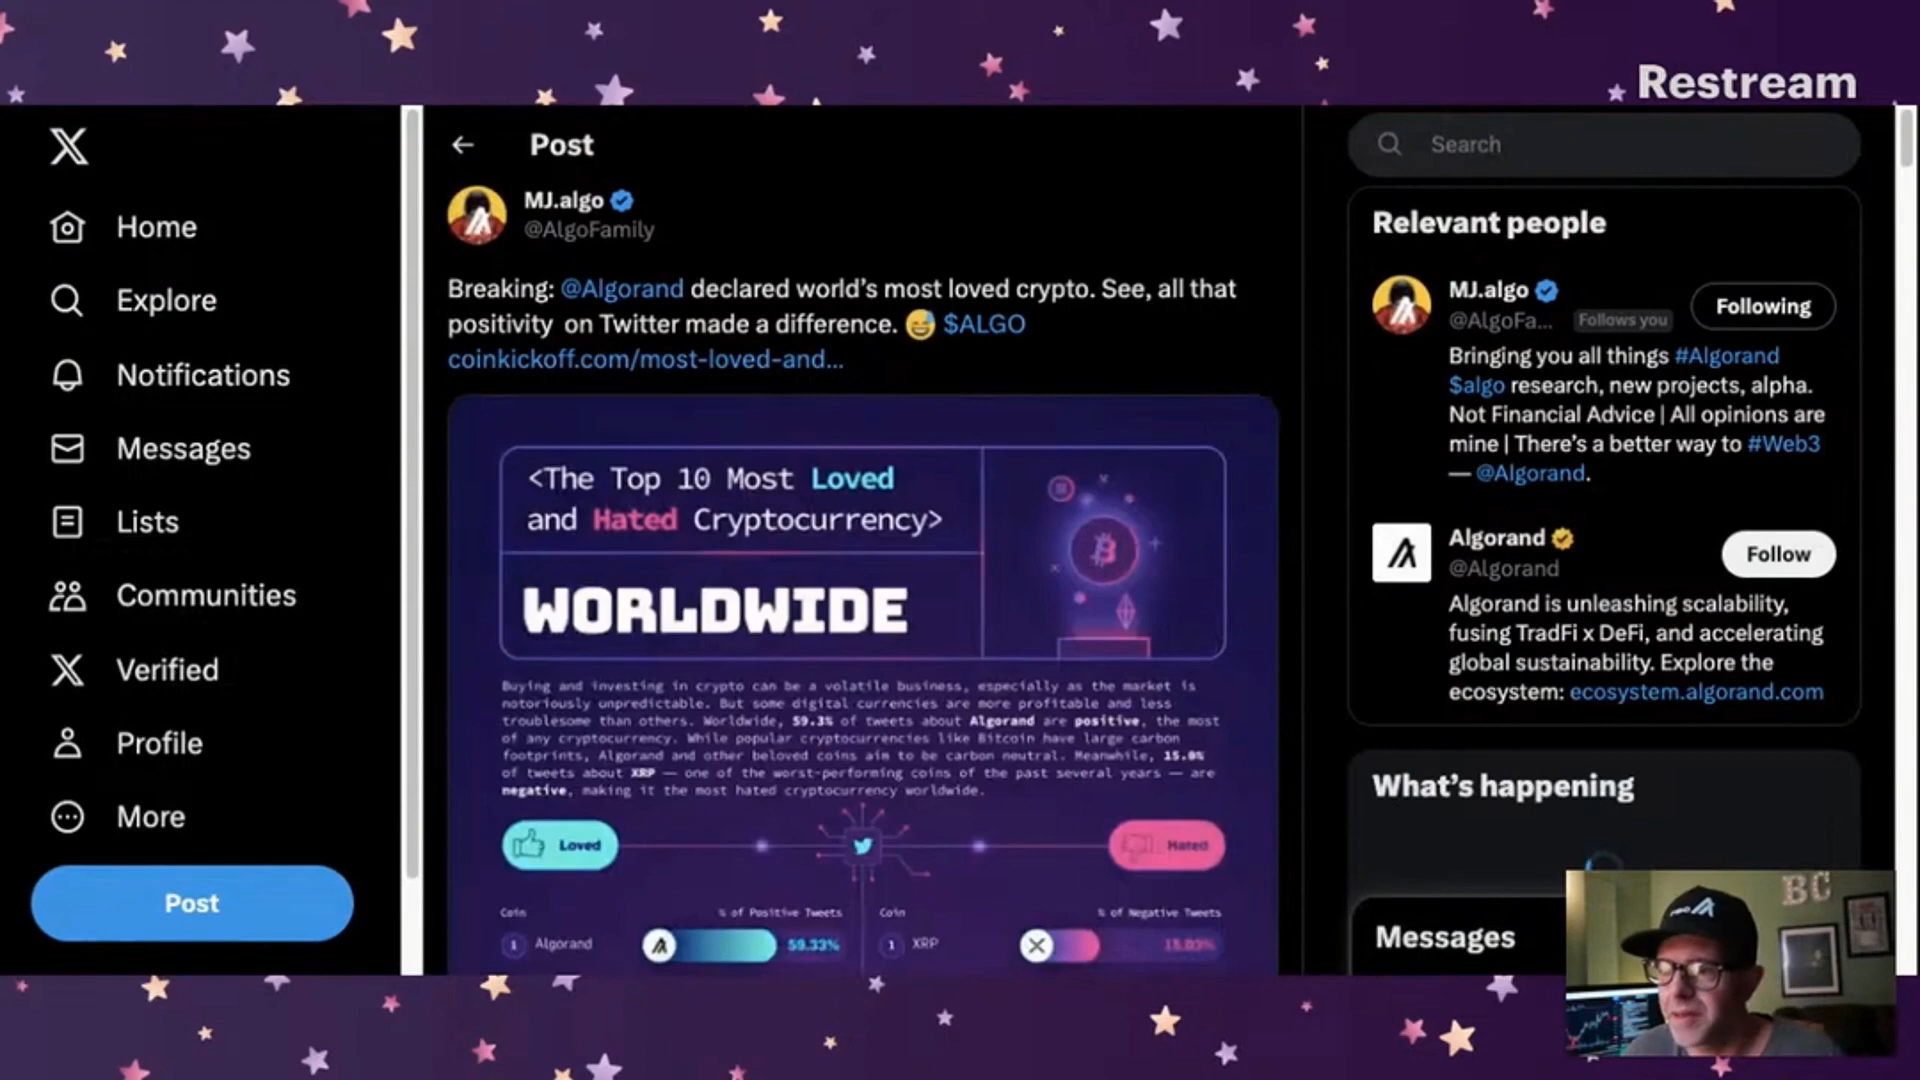 Restream
Home
Explore
Notifications
Messages
Lists
Communities
Verified
Profile
More
Post
Post
MJ.algo
@AlgoFamily
Breaking: @Algorand declared world’s most loved crypto. See, all that
positivity on Twitter made a difference. 😅 $ALGO
coinkickoff.com/most-loved-and…
<The Top 10 Most Loved
and Hated Cryptocurrency>
WORLDWIDE
Buying and investing in crypto can be a volatile business, especially as the market is
notoriously unpredictable. But some digital currencies are more profitable and less
troublesome than others. Worldwide, 59.3% of tweets about Algorand are positive, the most
of any cryptocurrency. While popular cryptocurrencies like Bitcoin have large carbon
footprints, Algorand and other beloved coins aim to be carbon neutral. Meanwhile, 15.0%
of tweets about XRP — one of the worst-performing coins of the past several years — are
negative, making it the most hated cryptocurrency worldwide.
Loved
Hated
Coin % of Positive Tweets Coin % of Negative Tweets
1 Algorand 59.33% 1 XRP 15.03%
Search
Relevant people
MJ.algo
@AlgoFa... Follows you
Following
Bringing you all things #Algorand
$algo research, new projects, alpha.
Not Financial Advice | All opinions are
mine | There’s a better way to #Web3
— @Algorand.
Algorand
@Algorand
Follow
Algorand is unleashing scalability,
fusing TradFi x DeFi, and accelerating
global sustainability. Explore the
ecosystem: ecosystem.algorand.com
What’s happening
Messages
BC